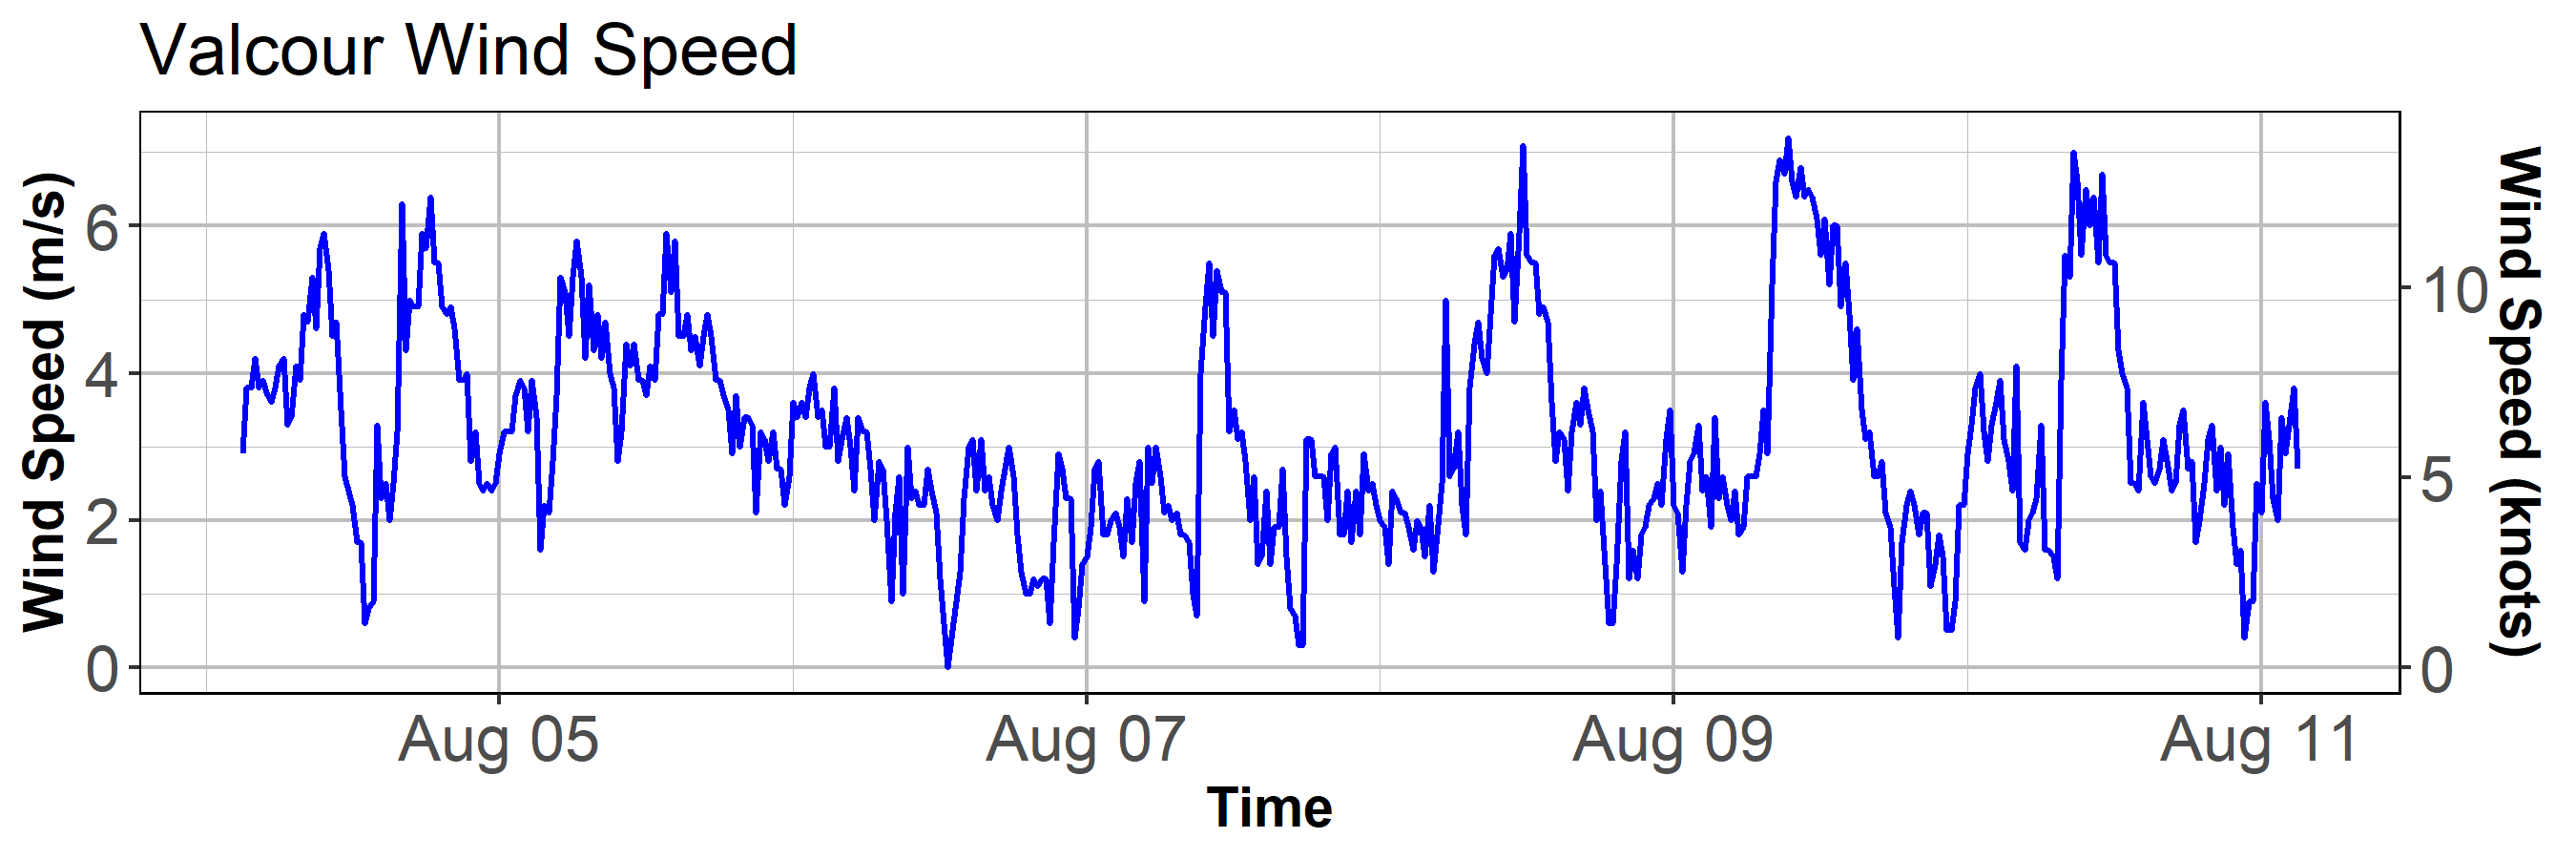 Valcour Wind Speed
Wind Speed (m/s)
6
4
2
0
10
5
0
Wind Speed (knots)
Aug 05
Aug 07
Aug 09
Aug 11
Time